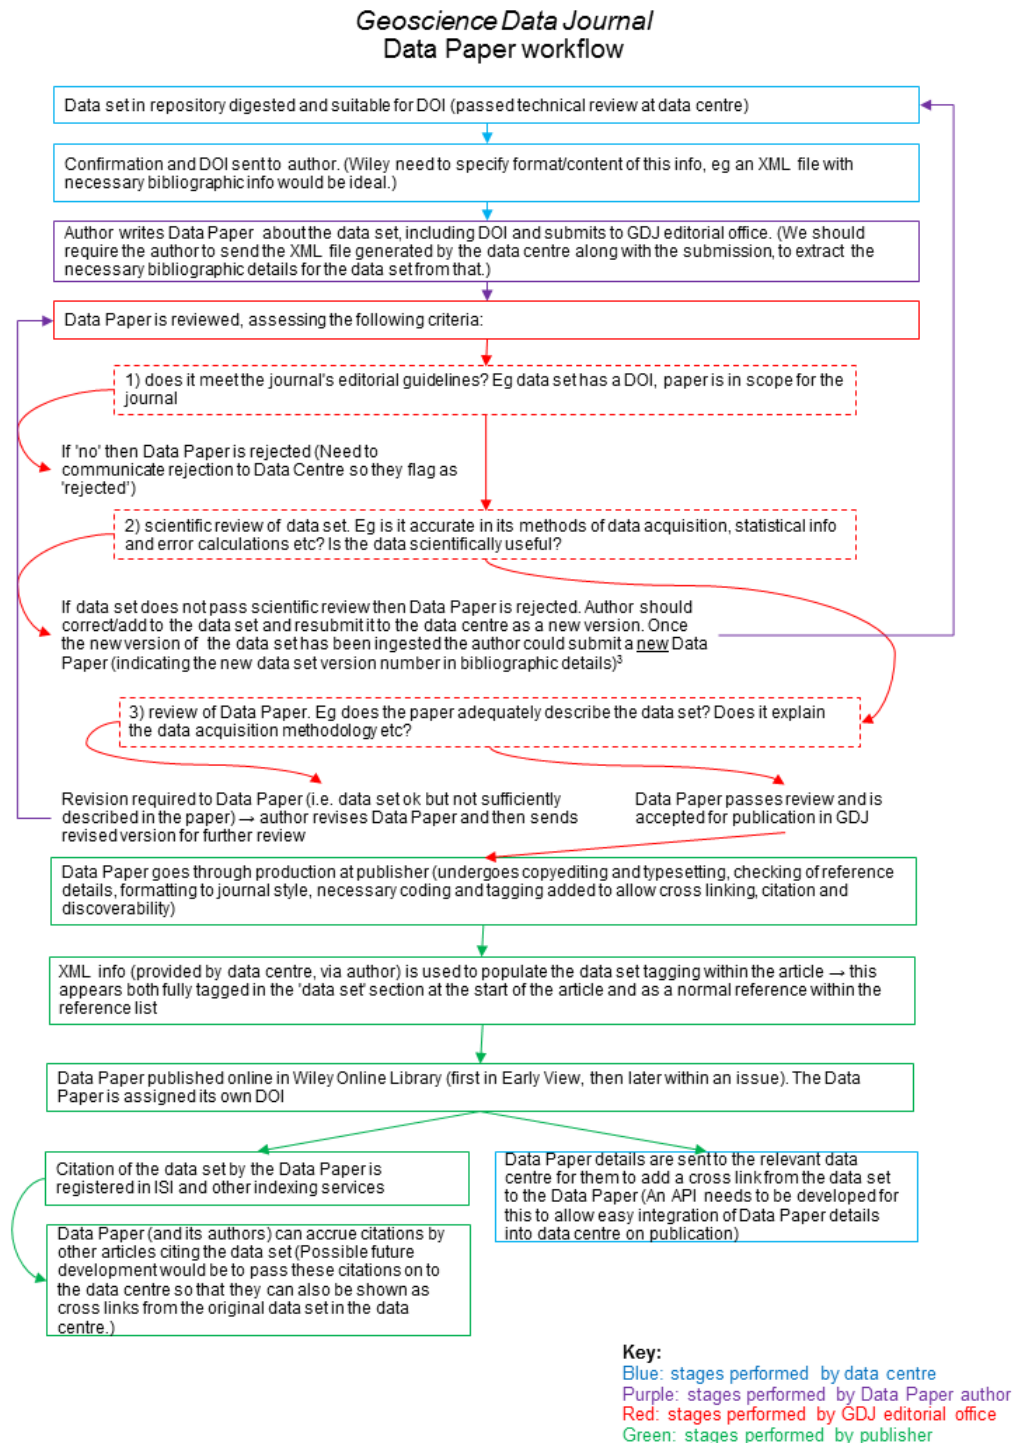 Geoscience Data Journal
Data Paper workflow
Data set in repository digested and suitable for DOI (passed technical review at data centre)
Confirmation and DOI sent to author. (Wiley need to specify format/content of this info, eg an XML file with
necessary bibliographic info would be ideal.)
Author writes Data Paper about the data set, including DOI and submits to GDJ editorial office. (We should
require the author to send the XML file generated by the data centre along with the submission, to extract the
necessary bibliographic details for the data set from that.)
Data Paper is reviewed, assessing the following criteria:
1) does it meet the journal's editorial guidelines? Eg data set has a DOI, paper is in scope for the
journal
If 'no' then Data Paper is rejected (Need to
communicate rejection to Data Centre so they flag as
'rejected')
2) scientific review of data set. Eg is it accurate in its methods of data acquisition, statistical info
and error calculations etc? Is the data scientifically useful?
If data set does not pass scientific review then Data Paper is rejected. Author should
correct/add to the data set and resubmit it to the data centre as a new version. Once
the new version of the data set has been ingested the author could submit a new Data
Paper (indicating the new data set version number in bibliographic details)³
3) review of Data Paper. Eg does the paper adequately describe the data set? Does it explain
the data acquisition methodology etc?
Revision required to Data Paper (i.e. data set ok but not sufficiently
described in the paper) → author revises Data Paper and then sends
revised version for further review
Data Paper passes review and is
accepted for publication in GDJ
Data Paper goes through production at publisher (undergoes copyediting and typesetting, checking of reference
details, formatting to journal style, necessary coding and tagging added to allow cross linking, citation and
discoverability)
XML info (provided by data centre, via author) is used to populate the data set tagging within the article → this
appears both fully tagged in the 'data set' section at the start of the article and as a normal reference within the
reference list
Data Paper published online in Wiley Online Library (first in Early View, then later within an issue). The Data
Paper is assigned its own DOI
Citation of the data set by the Data Paper is
registered in ISI and other indexing services
Data Paper details are sent to the relevant data
centre for them to add a cross link from the data set
to the Data Paper (An API needs to be developed for
this to allow easy integration of Data Paper details
into data centre on publication)
Data Paper (and its authors) can accrue citations by
other articles citing the data set (Possible future
development would be to pass these citations on to
the data centre so that they can also be shown as
cross links from the original data set in the data
centre.)
Key:
Blue: stages performed by data centre
Purple: stages performed by Data Paper author
Red: stages performed by GDJ editorial office
Green: stages performed by publisher